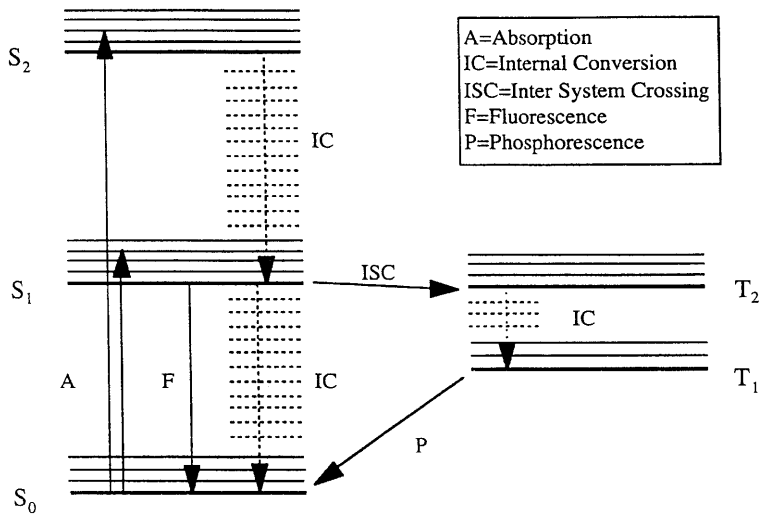 A=Absorption
IC=Internal Conversion
ISC=Inter System Crossing
F=Fluorescence
P=Phosphorescence
S2
IC
ISC
S1
T2
IC
A
F
IC
T1
P
S0